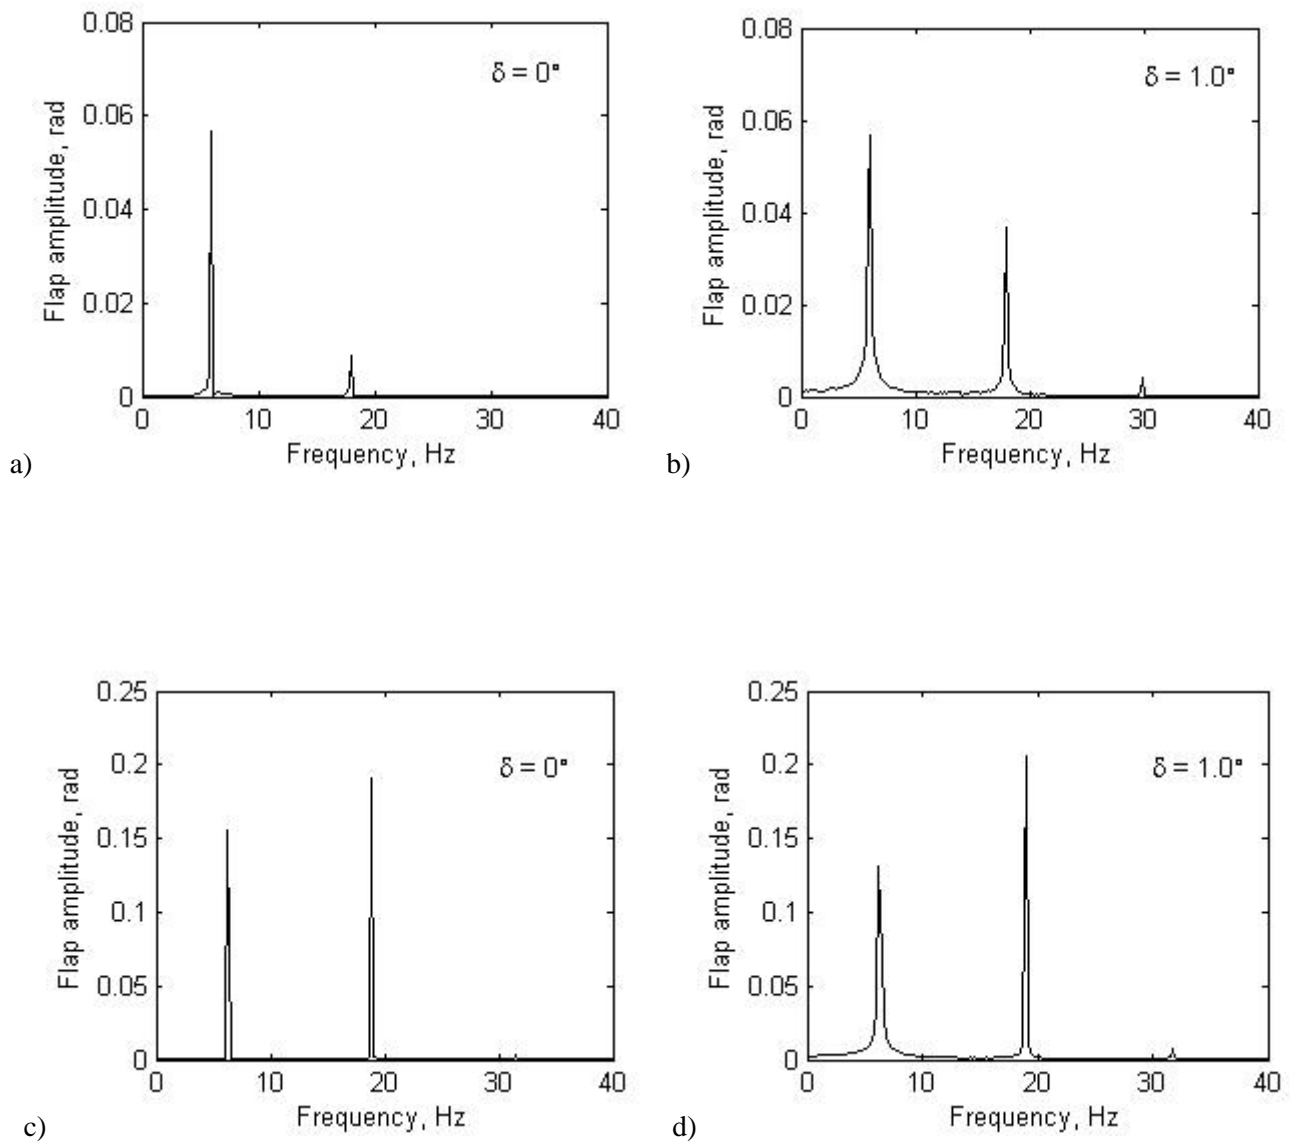 0.08
0.06
0.04
0.02
0
0
10
20
30
40
Flap amplitude, rad
Frequency, Hz
δ = 0°
a)
0.08
0.06
0.04
0.02
0
0
10
20
30
40
Flap amplitude, rad
Frequency, Hz
δ = 1.0°
b)
0.25
0.2
0.15
0.1
0.05
0
0
10
20
30
40
Flap amplitude, rad
Frequency, Hz
δ = 0°
c)
0.25
0.2
0.15
0.1
0.05
0
0
10
20
30
40
Flap amplitude, rad
Frequency, Hz
δ = 1.0°
d)